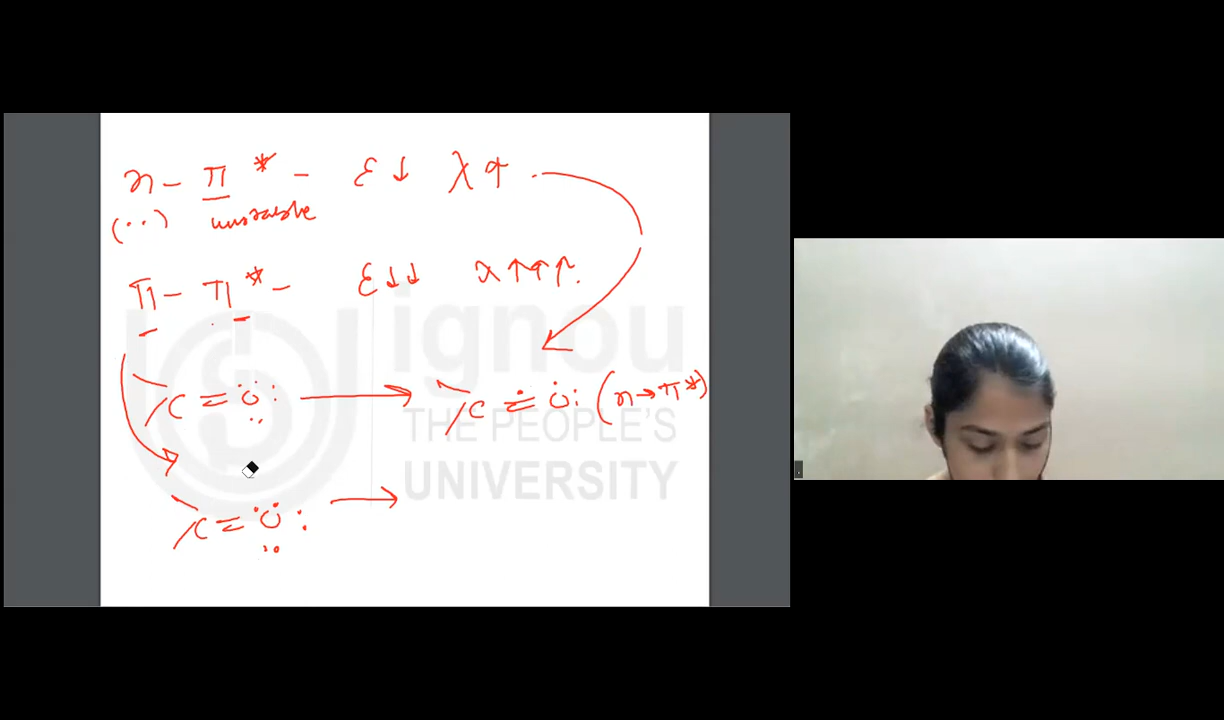 n - π* - ε↓ λ↑
(..) unstable
π - π* - ε↓↓ λ↑↑↑.
C = Ö: → C = Ö: (n→π*)
C = Ö: →
ignou
THE PEOPLE'S
UNIVERSITY